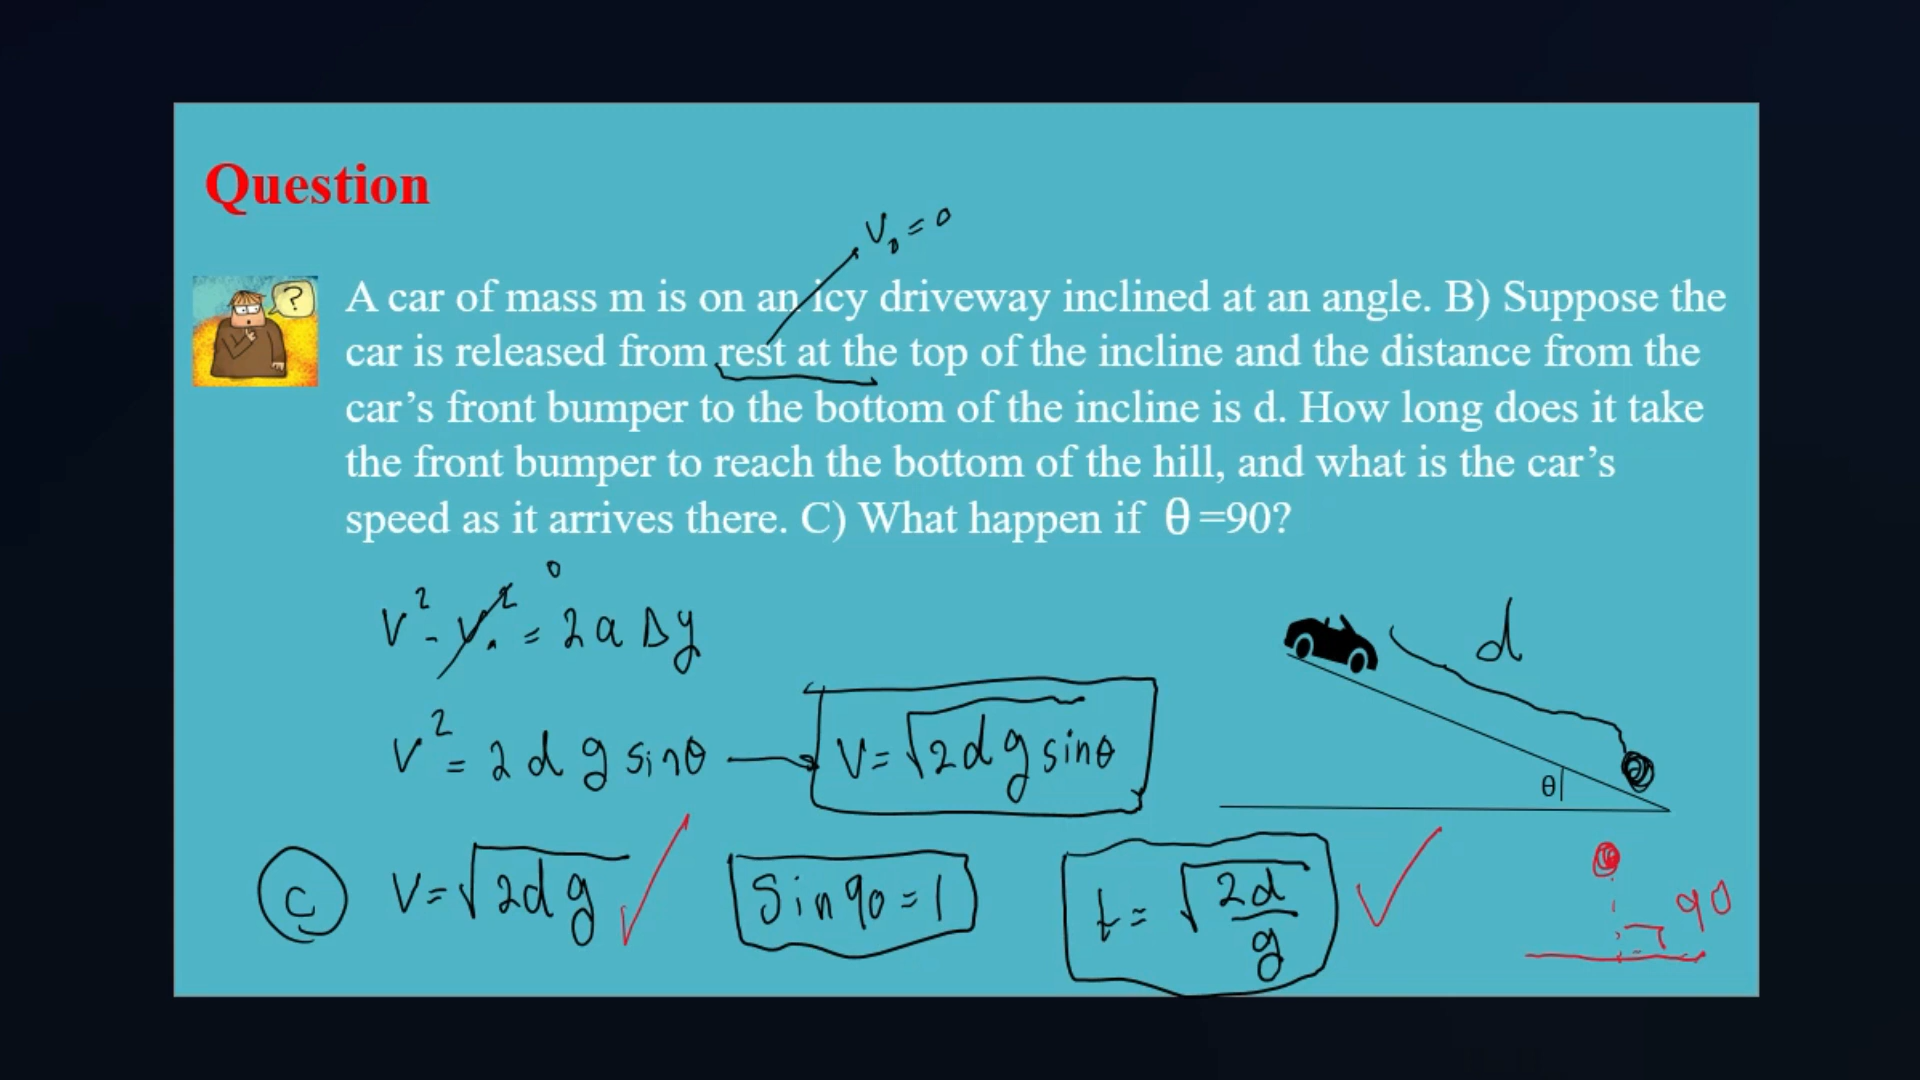 Question
V₀ = 0
A car of mass m is on an icy driveway inclined at an angle. B) Suppose the
car is released from rest at the top of the incline and the distance from the
car’s front bumper to the bottom of the incline is d. How long does it take
the front bumper to reach the bottom of the hill, and what is the car’s
speed as it arrives there. C) What happen if θ=90?
?
0
V² - V₀² = 2a Δy
d
V² = 2dg sinθ → V = √2dg sinθ
θ
C V = √2dg ✓ Sin90 = 1 t = √2d/g ✓
90